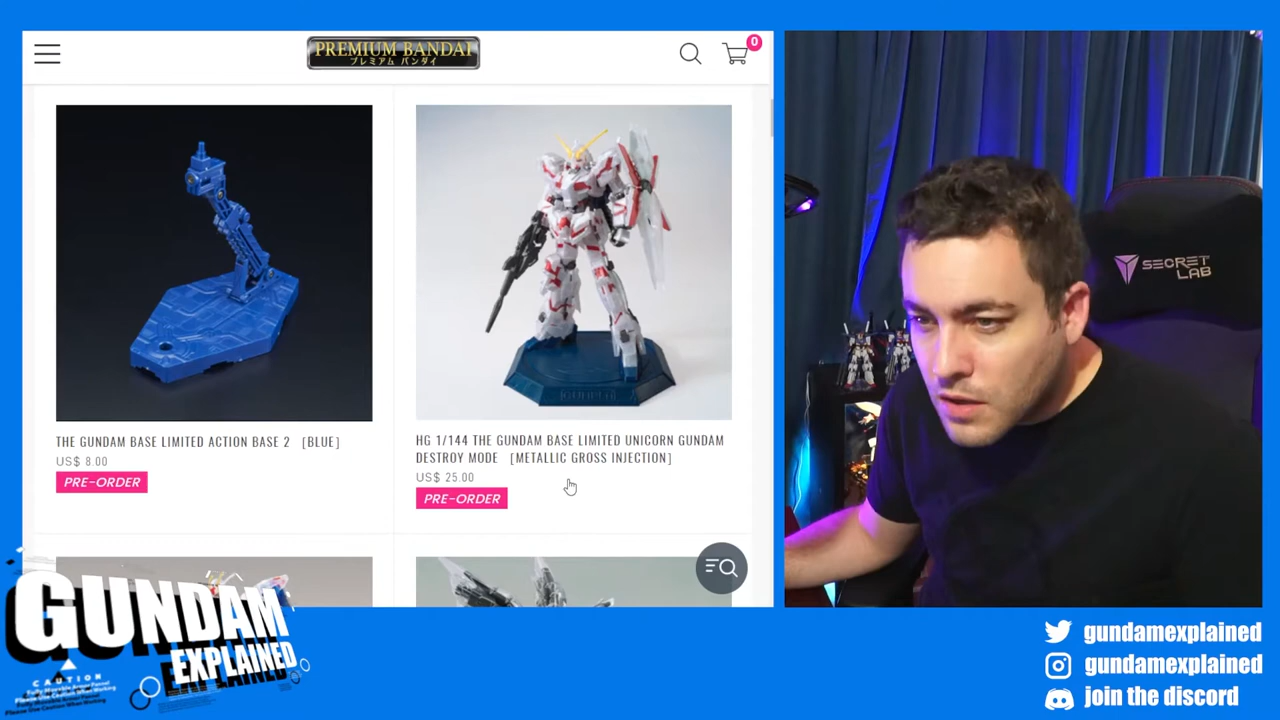 PREMIUM BANDAI
プレミアム バンダイ
0
THE GUNDAM BASE LIMITED ACTION BASE 2 [BLUE]
US$ 8.00
PRE-ORDER
HG 1/144 THE GUNDAM BASE LIMITED UNICORN GUNDAM
DESTROY MODE [METALLIC GROSS INJECTION]
US$ 25.00
PRE-ORDER
SECRET
LAB
GUNDAM
EXPLAINED
CAUTION
gundamexplained
gundamexplained
join the discord